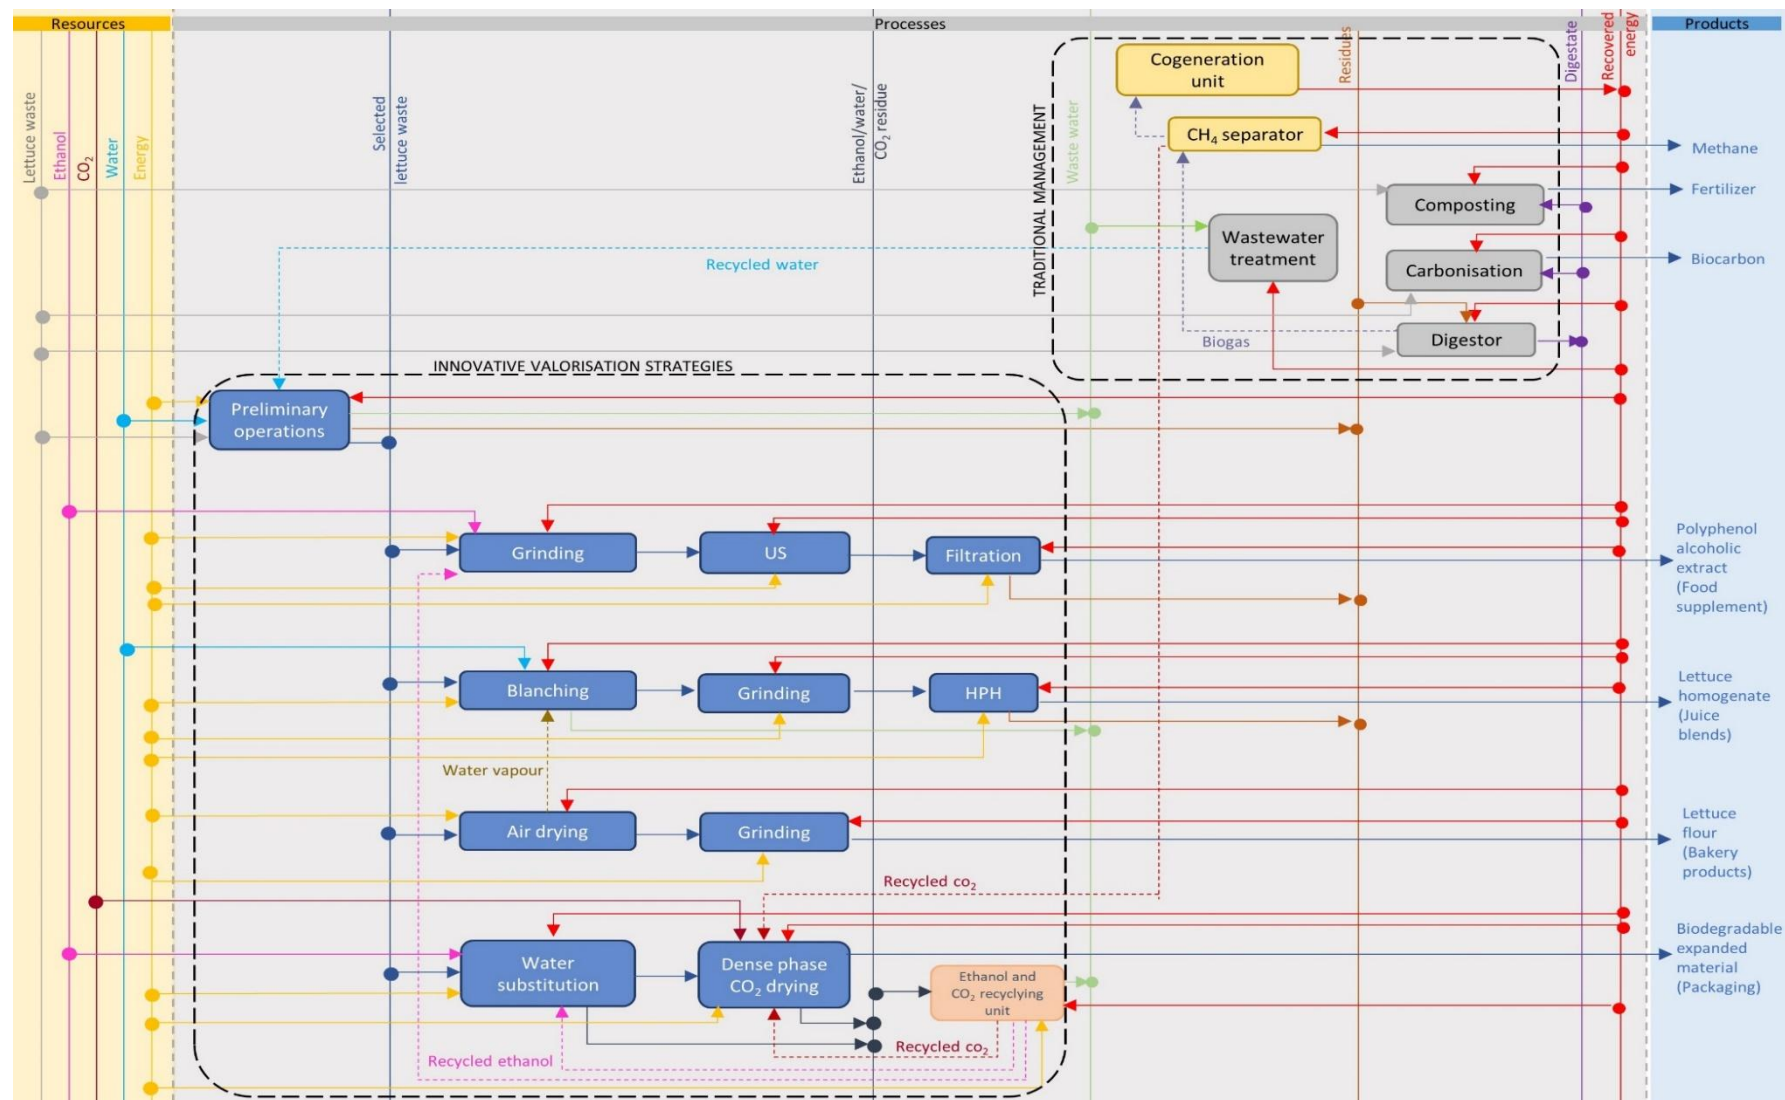 Resources
Processes
Products
Lettuce waste
Ethanol
CO₂
Water
Energy
Selected
lettuce waste
Ethanol/water/
CO₂ residue
Waste water
Residues
Digestate
Recovered
energy
TRADITIONAL MANAGEMENT
Cogeneration
unit
CH₄ separator
Methane
Composting
Fertilizer
Wastewater
treatment
Recycled water
Carbonisation
Biocarbon
Digestor
Biogas
INNOVATIVE VALORISATION STRATEGIES
Preliminary
operations
Grinding
US
Filtration
Polyphenol
alcoholic
extract
(Food
supplement)
Blanching
Grinding
HPH
Lettuce
homogenate
(Juice
blends)
Water vapour
Air drying
Grinding
Lettuce
flour
(Bakery
products)
Recycled co₂
Water
substitution
Dense phase
CO₂ drying
Ethanol and
CO₂ recyclying
unit
Biodegradable
expanded
material
(Packaging)
Recycled co₂
Recycled ethanol